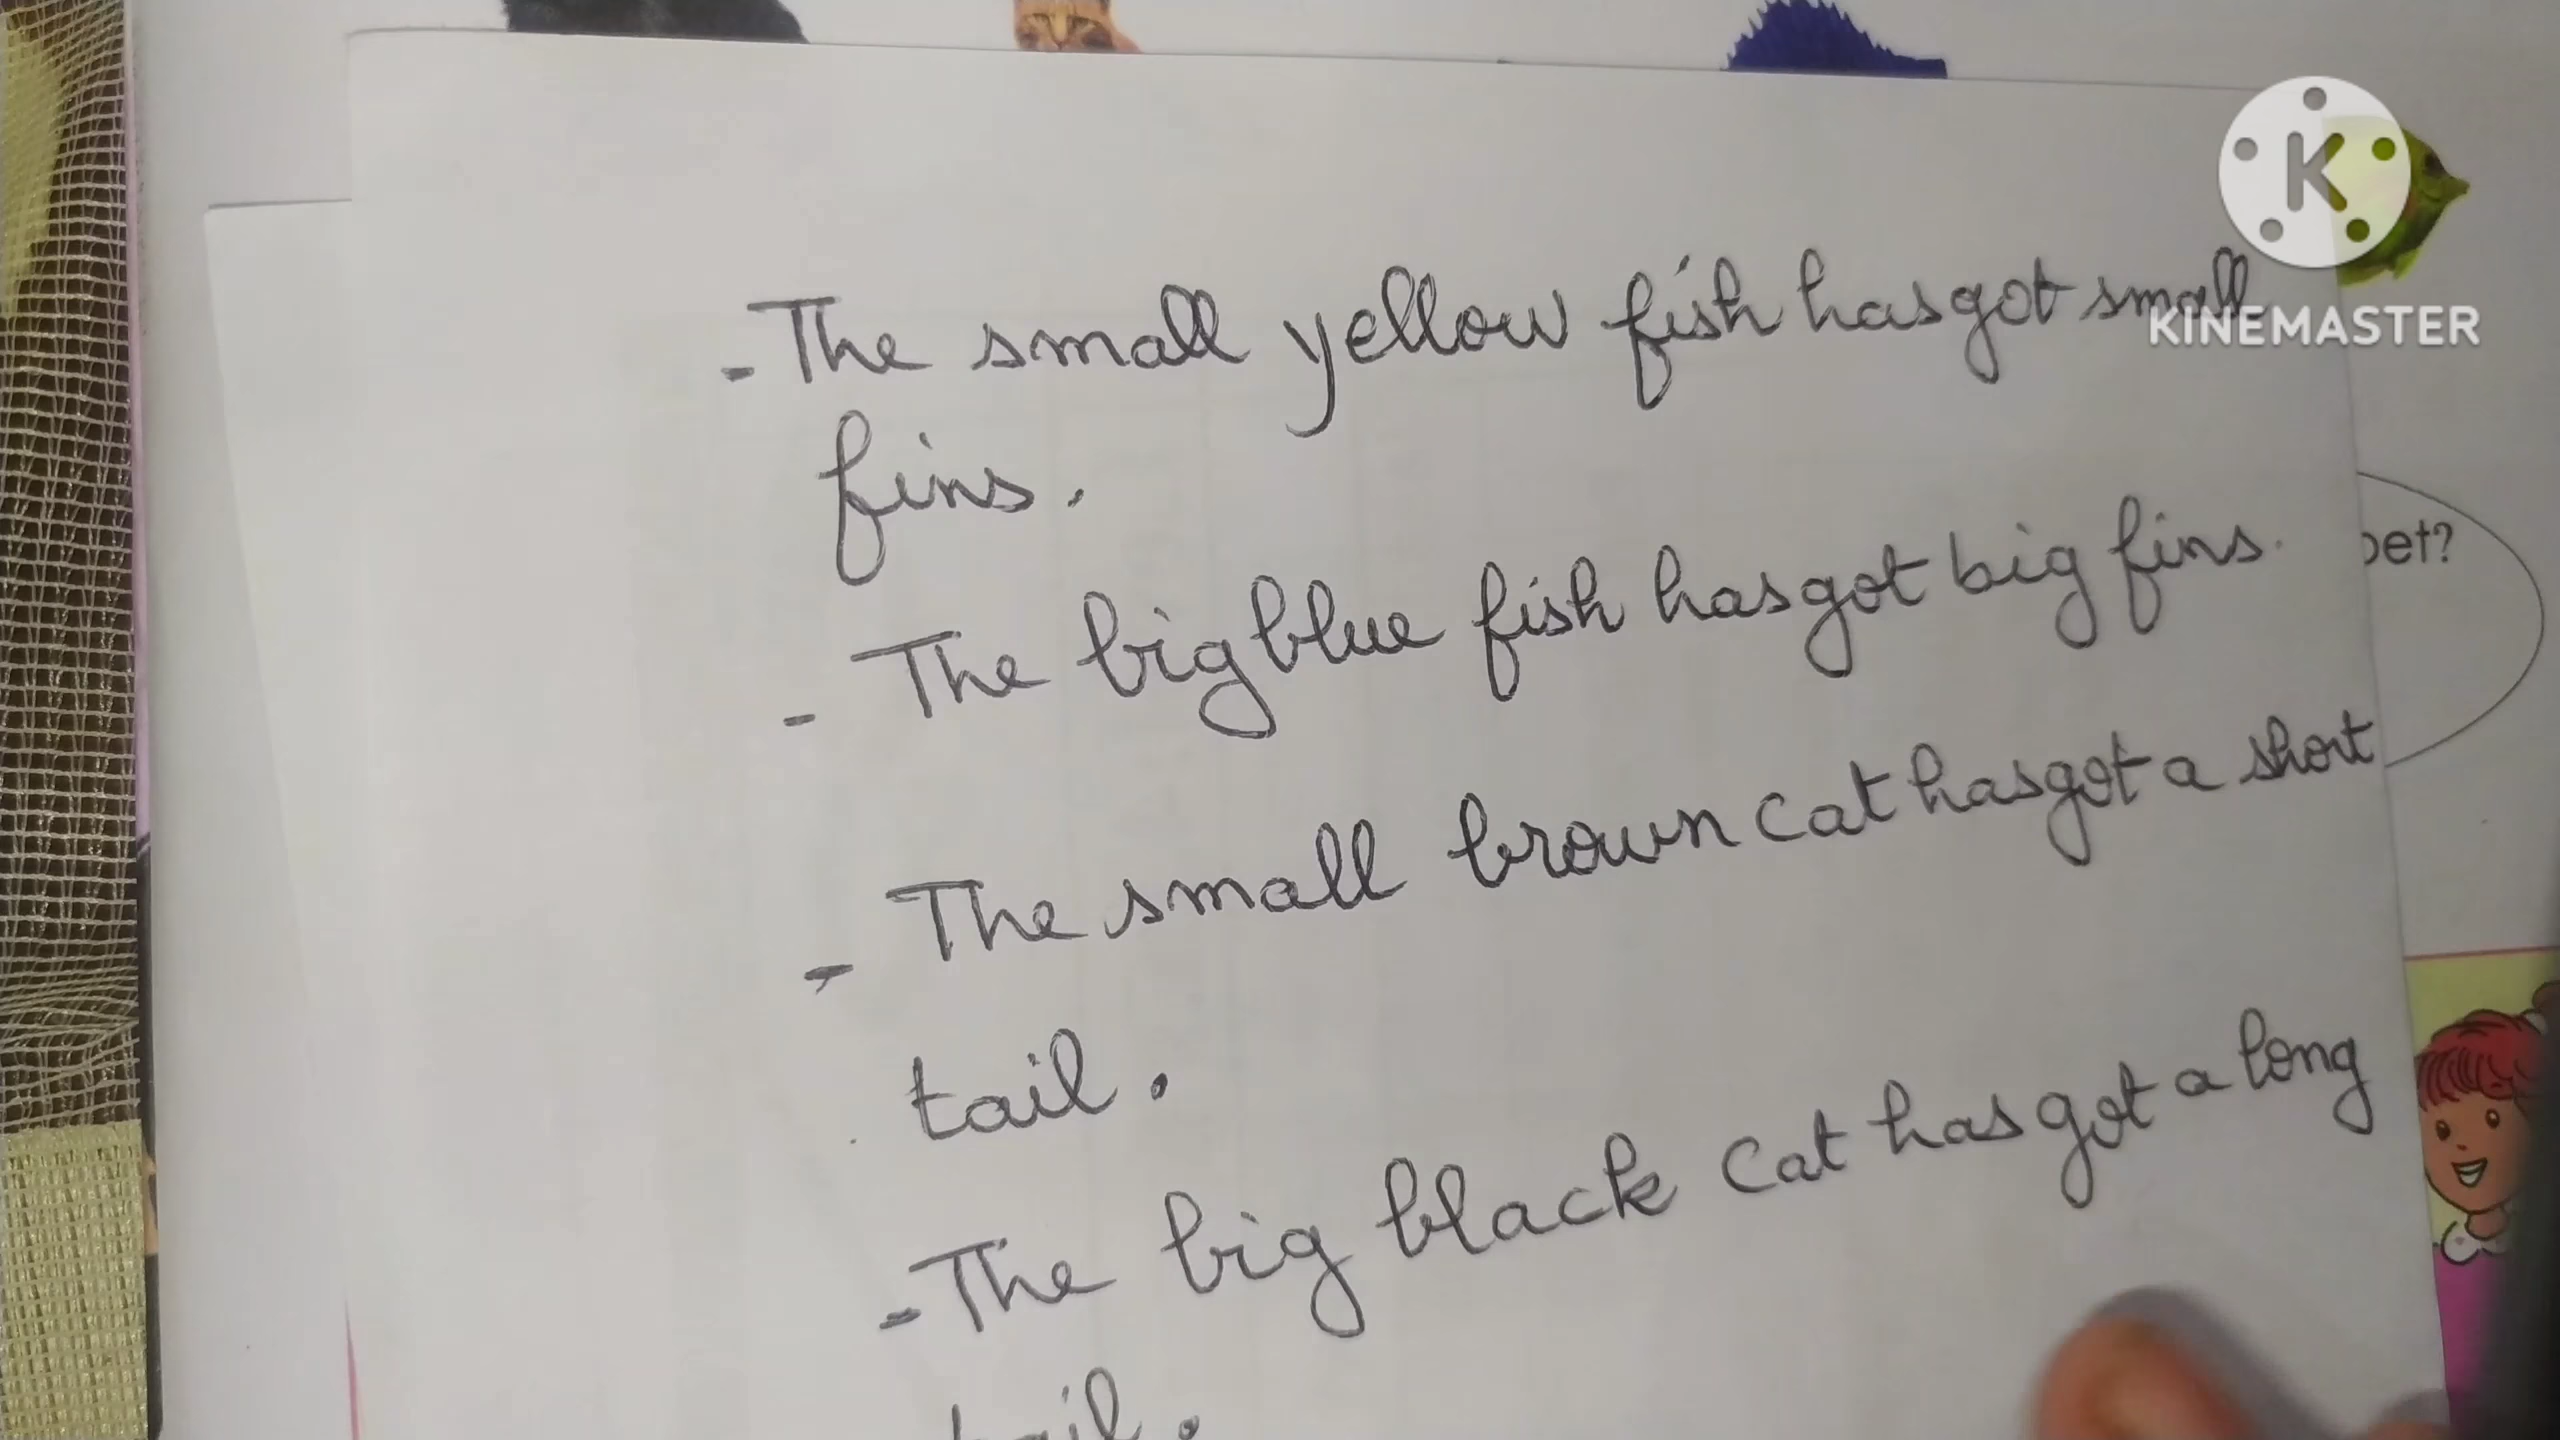 - The small yellow fish has got small
fins.
- The big blue fish has got big fins.
- The small brown cat has got a short
tail.
- The big black cat has got a long
tail.
pet?
K
KINEMASTER